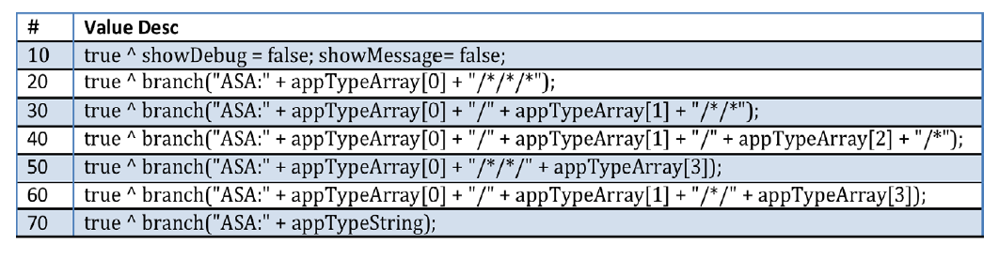 # Value Desc
10 true ^ showDebug = false; showMessage= false;
20 true ^ branch("ASA:" + appTypeArray[0] + "/*/*/*");
30 true ^ branch("ASA:" + appTypeArray[0] + "/" + appTypeArray[1] + "/*/*");
40 true ^ branch("ASA:" + appTypeArray[0] + "/" + appTypeArray[1] + "/" + appTypeArray[2] + "/*");
50 true ^ branch("ASA:" + appTypeArray[0] + "/*/*/" + appTypeArray[3]);
60 true ^ branch("ASA:" + appTypeArray[0] + "/" + appTypeArray[1] + "/*/" + appTypeArray[3]);
70 true ^ branch("ASA:" + appTypeString);